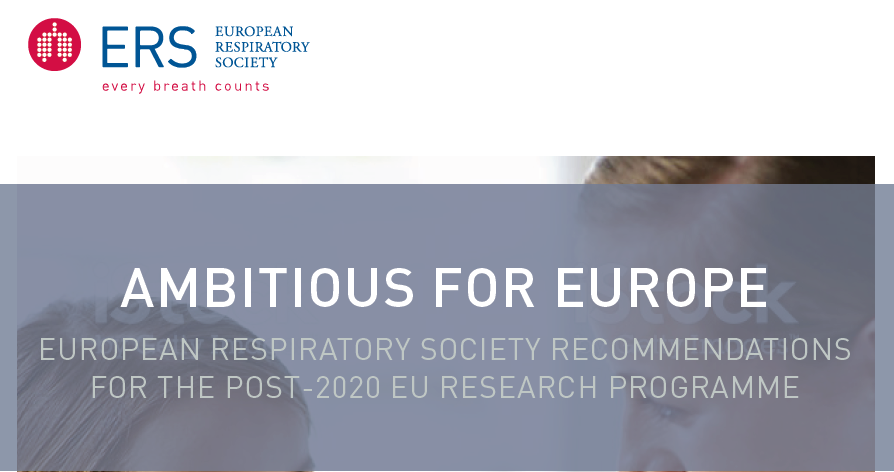 ERS
EUROPEAN
RESPIRATORY
SOCIETY
every breath counts
AMBITIOUS FOR EUROPE
EUROPEAN RESPIRATORY SOCIETY RECOMMENDATIONS
FOR THE POST-2020 EU RESEARCH PROGRAMME